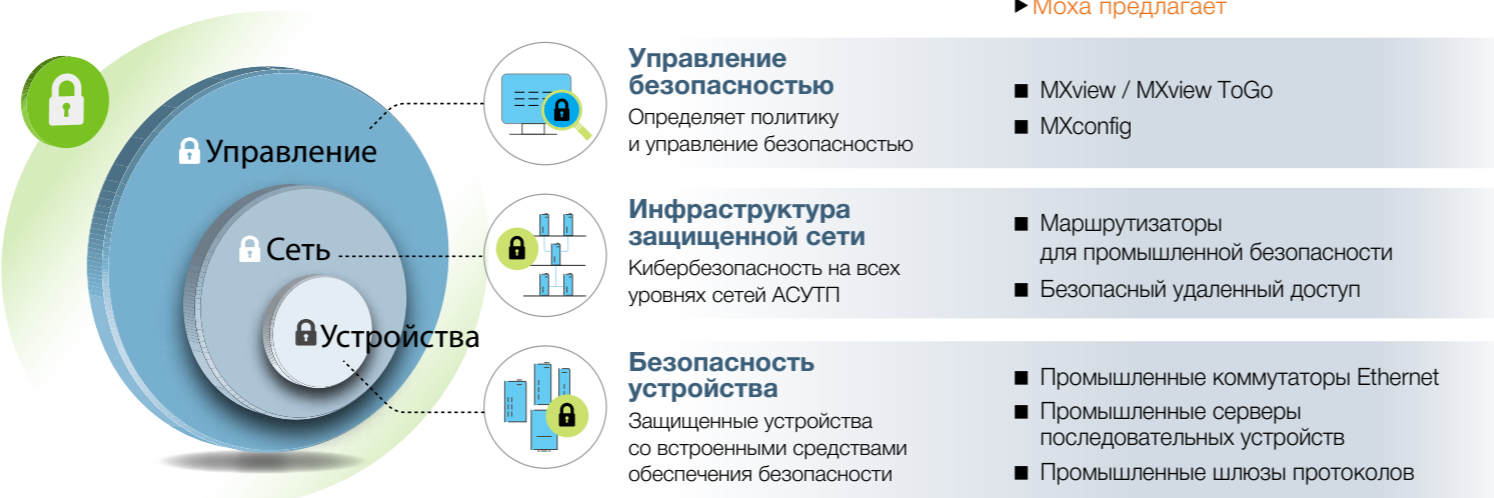 ▶Moxa предлагает
Управление
Сеть
Устройства
Управление
безопасностью
Определяет политику
и управление безопасностью
■ MXview / MXview ToGo
■ MXconfig
Инфраструктура
защищенной сети
Кибербезопасность на всех
уровнях сетей АСУТП
■ Маршрутизаторы
для промышленной безопасности
■ Безопасный удаленный доступ
Безопасность
устройства
Защищенные устройства
со встроенными средствами
обеспечения безопасности
■ Промышленные коммутаторы Ethernet
■ Промышленные серверы
последовательных устройств
■ Промышленные шлюзы протоколов